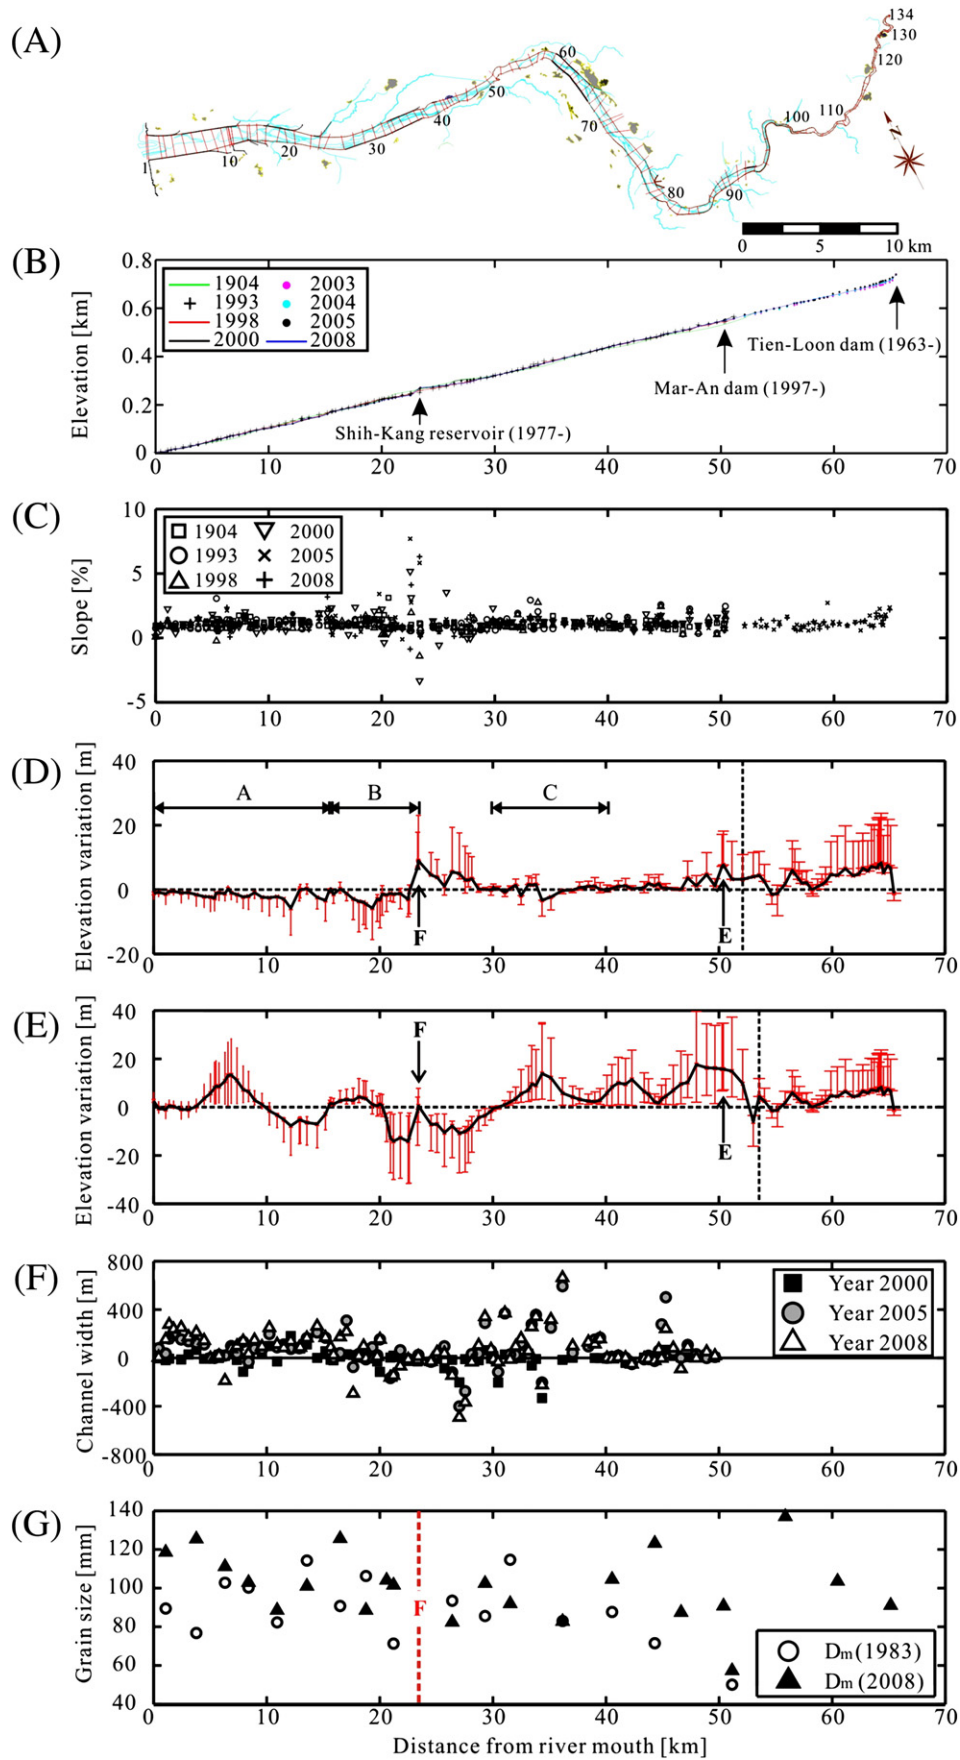 (A)
134
130
120
110
100
60
50
40
70
30
20
10
1
80
90
N
0 5 10 km
(B)
Elevation [km]
0.8
0.6
0.4
0.2
0
1904
1993
1998
2000
2003
2004
2005
2008
Tien-Loon dam (1963-)
Mar-An dam (1997-)
Shih-Kang reservoir (1977-)
0 10 20 30 40 50 60 70
(C)
Slope [%]
10
5
0
-5
1904
1993
1998
2000
2005
2008
0 10 20 30 40 50 60 70
(D)
Elevation variation [m]
40
20
0
-20
A
B
C
F
E
0 10 20 30 40 50 60 70
(E)
Elevation variation [m]
40
20
0
-20
-40
F
E
0 10 20 30 40 50 60 70
(F)
Channel width [m]
800
400
0
-400
-800
Year 2000
Year 2005
Year 2008
0 10 20 30 40 50 60 70
(G)
Grain size [mm]
140
120
100
80
60
40
F
Dm (1983)
Dm (2008)
0 10 20 30 40 50 60 70
Distance from river mouth [km]